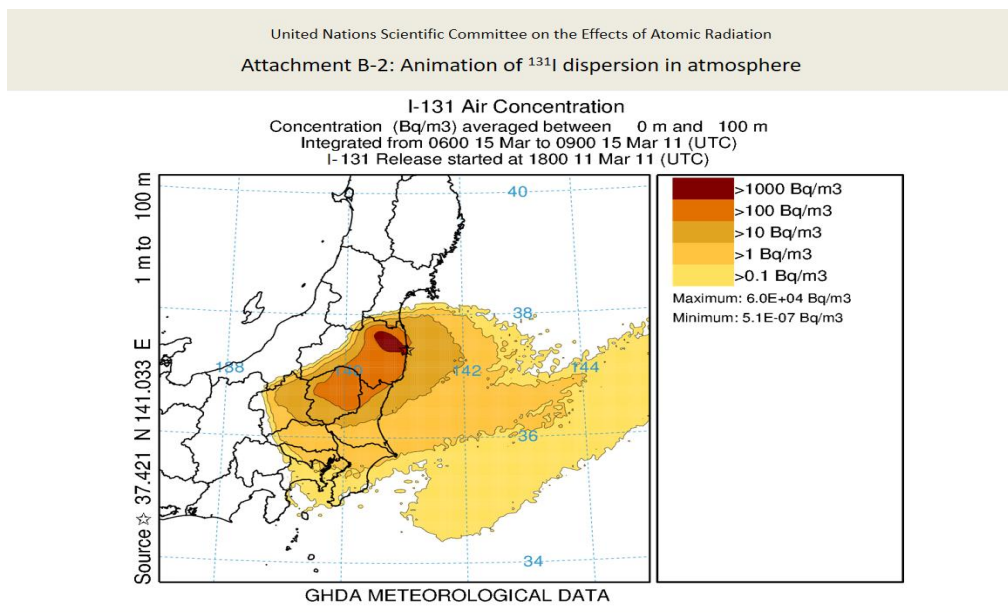 United Nations Scientific Committee on the Effects of Atomic Radiation
Attachment B-2: Animation of ¹³¹I dispersion in atmosphere
I-131 Air Concentration
Concentration (Bq/m3) averaged between 0 m and 100 m
Integrated from 0600 15 Mar to 0900 15 Mar 11 (UTC)
I-131 Release started at 1800 11 Mar 11 (UTC)
Source ☆ 37.421 N 141.033 E 1 m to 100 m
40
38
138
140
142
144
36
34
>1000 Bq/m3
>100 Bq/m3
>10 Bq/m3
>1 Bq/m3
>0.1 Bq/m3
Maximum: 6.0E+04 Bq/m3
Minimum: 5.1E-07 Bq/m3
GHDA METEOROLOGICAL DATA